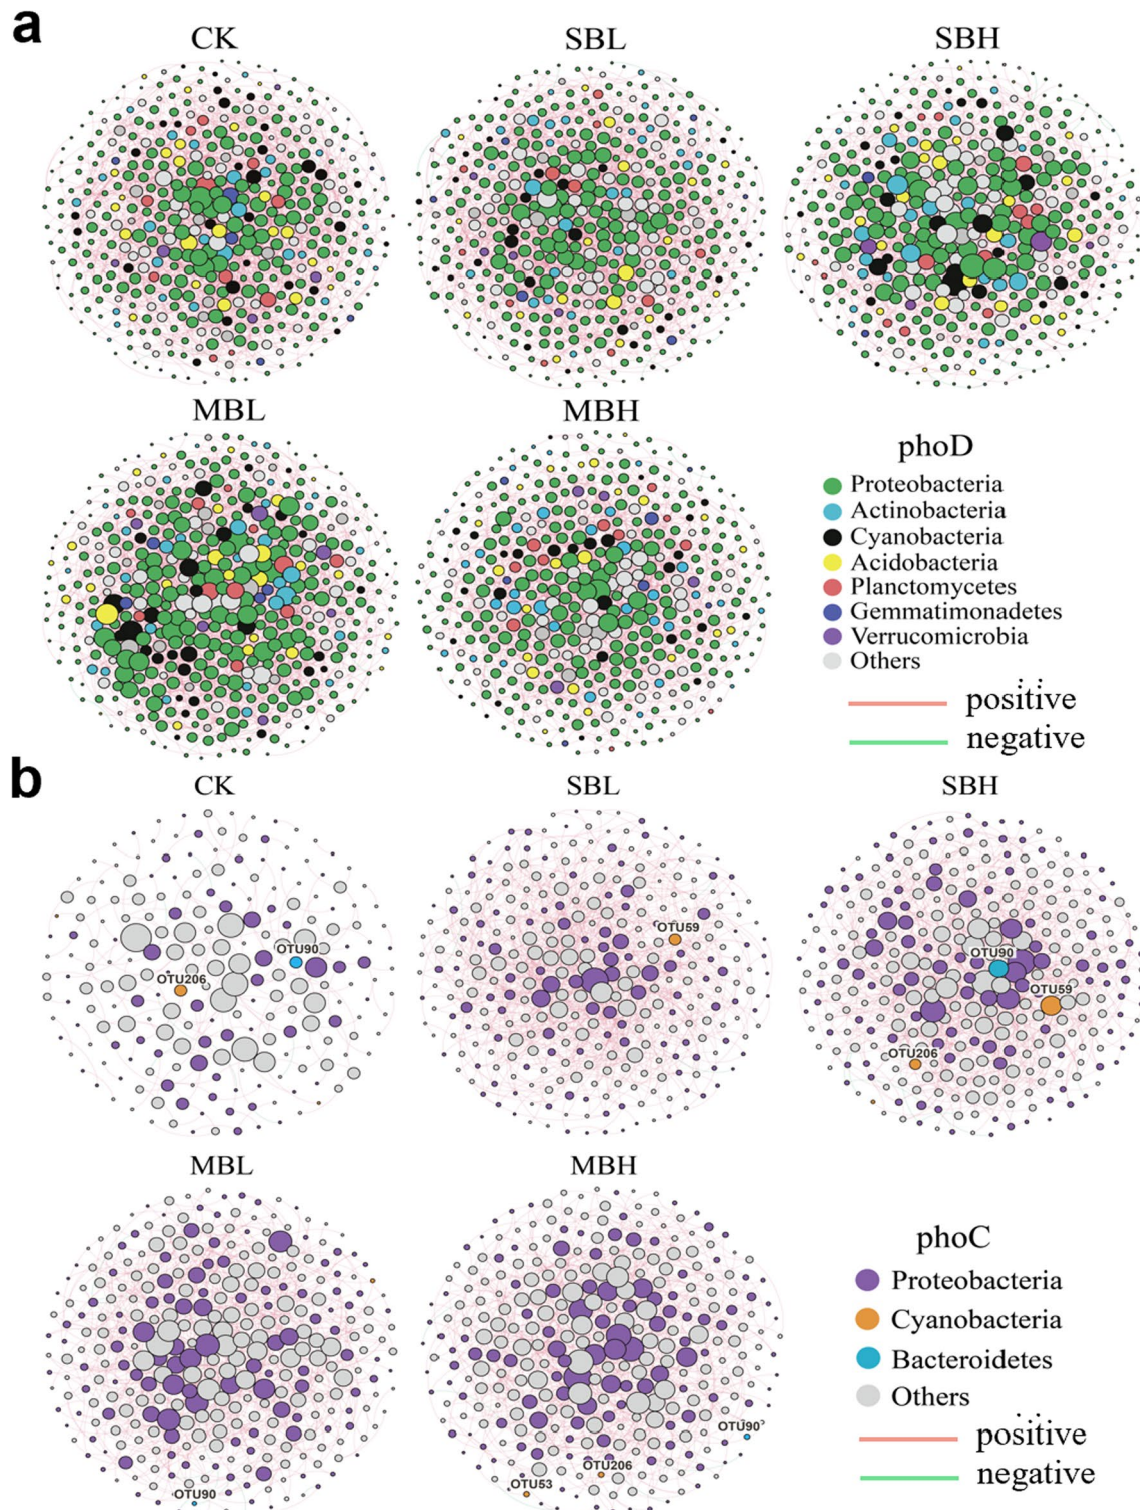 a
CK
SBL
SBH
MBL
MBH
phoD
Proteobacteria
Actinobacteria
Cyanobacteria
Acidobacteria
Planctomycetes
Gemmatimonadetes
Verrucomicrobia
Others
positive
negative
b
CK
SBL
SBH
OTU90
OTU206
OTU59
OTU90
OTU59
OTU206
MBL
MBH
OTU90
OTU90
OTU206
OTU53
phoC
Proteobacteria
Cyanobacteria
Bacteroidetes
Others
positive
negative